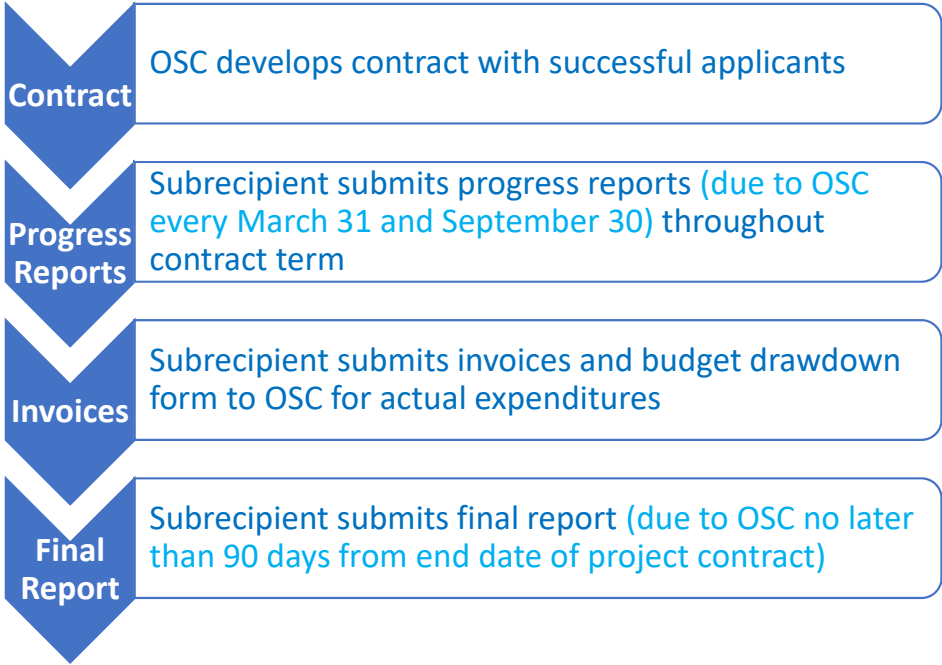 Contract
OSC develops contract with successful applicants
Progress
Reports
Subrecipient submits progress reports (due to OSC
every March 31 and September 30) throughout
contract term
Invoices
Subrecipient submits invoices and budget drawdown
form to OSC for actual expenditures
Final
Report
Subrecipient submits final report (due to OSC no later
than 90 days from end date of project contract)